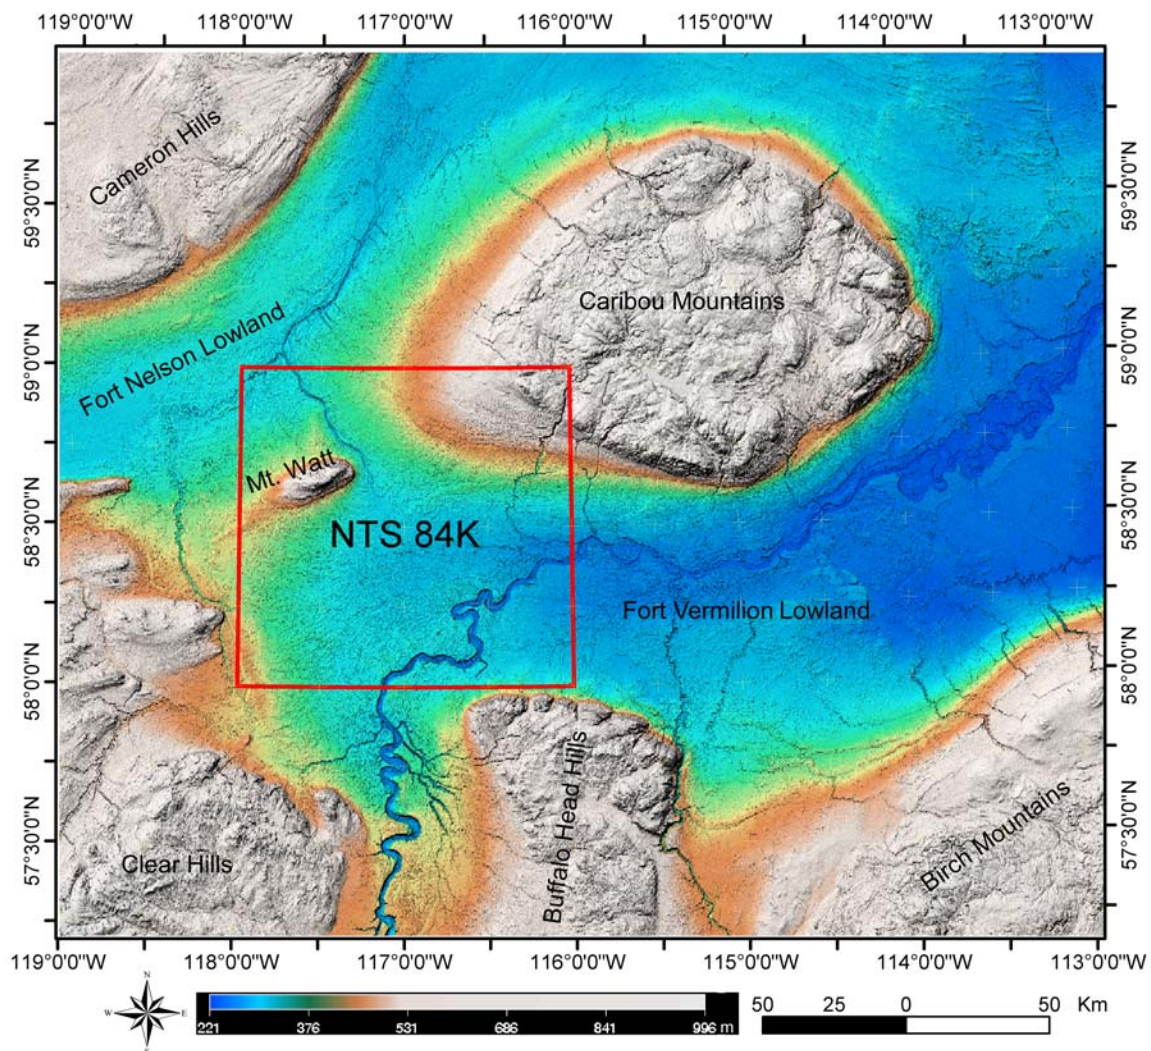 119°0'0"W 118°0'0"W 117°0'0"W 116°0'0"W 115°0'0"W 114°0'0"W 113°0'0"W
59°30'0"N
59°0'0"N
58°30'0"N
58°0'0"N
57°30'0"N
Cameron Hills
Caribou Mountains
Fort Nelson Lowland
Mt. Watt
NTS 84K
Fort Vermilion Lowland
Buffalo Head Hills
Birch Mountains
Clear Hills
59°30'0"N
59°0'0"N
58°30'0"N
58°0'0"N
57°30'0"N
119°0'0"W 118°0'0"W 117°0'0"W 116°0'0"W 115°0'0"W 114°0'0"W 113°0'0"W
N
W E
221 376 531 686 841 996 m
50 25 0 50 Km